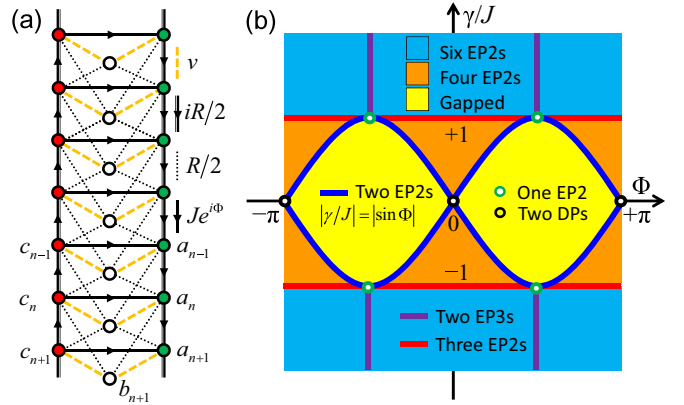 (a)
v
iR/2
R/2
Je^{iΦ}
c_{n−1}
a_{n−1}
c_n
a_n
c_{n+1}
a_{n+1}
b_{n+1}
(b)
γ/J
Six EP2s
Four EP2s
Gapped
+1
Two EP2s
|γ/J|=|sinΦ|
One EP2
Two DPs
Φ
−π
0
+π
−1
Two EP3s
Three EP2s